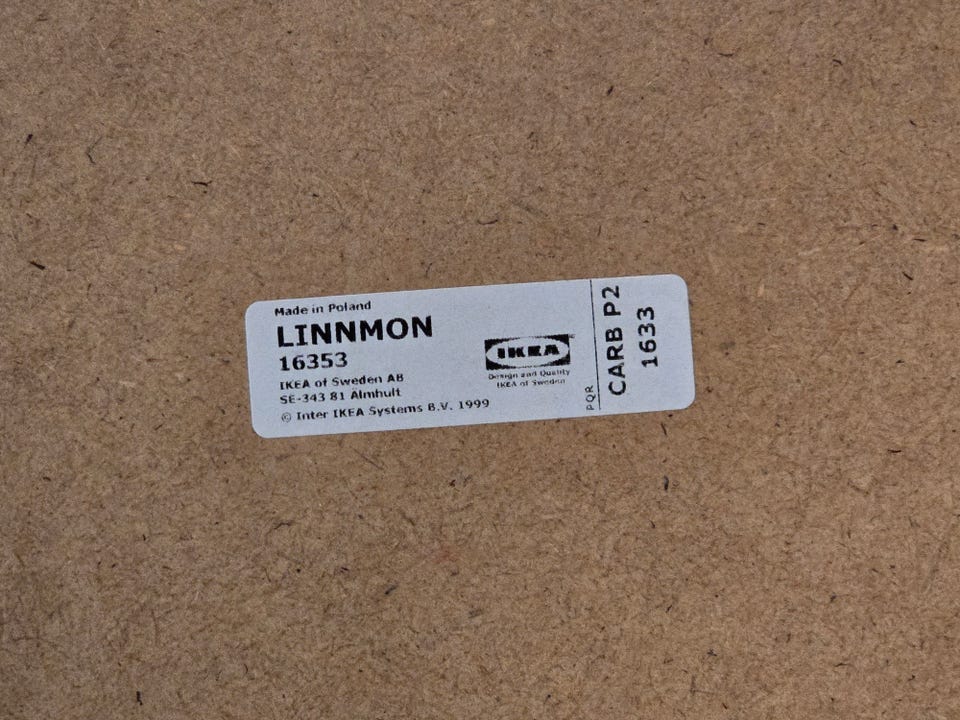 Made in Poland
LINNMON
16353
IKEA of Sweden AB
SE-343 81 Älmhult
© Inter IKEA Systems B.V. 1999
IKEA
Design and Quality
IKEA of Sweden
PQR
CARB P2
1633